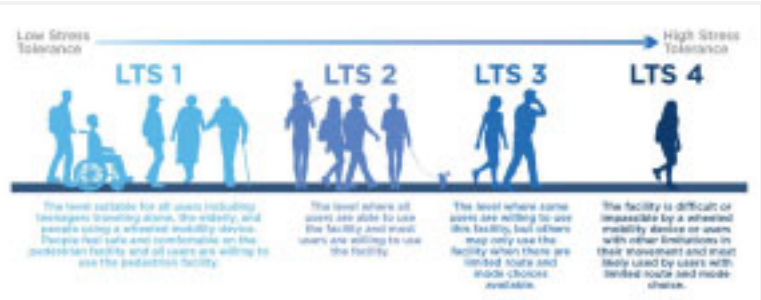 Low Stress
Tolerance
High Stress
Tolerance
LTS 1
LTS 2
LTS 3
LTS 4
The level suitable for all users including
teenagers traveling alone, the elderly, and
people using a wheeled mobility device.
People feel safe and comfortable on the
pedestrian facility and all users are willing to
use the pedestrian facility.
The level where all
users are able to use
the facility and most
users are willing to use
the facility.
The level where some
users are willing to use
this facility, but others
may only use the
facility when there are
limited route and
mode choices
available.
The facility is difficult or
impassible by a wheeled
mobility device or users
with other limitations in
their movement and most
likely used by users with
limited route and mode
choice.